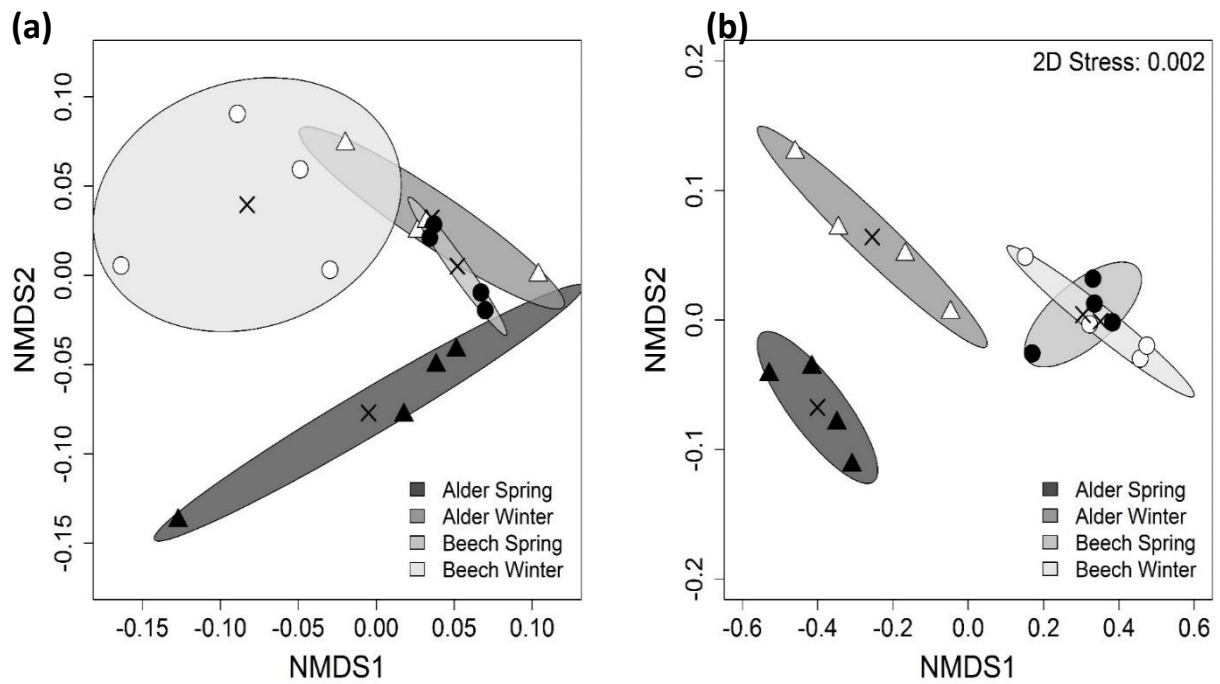 (a)
NMDS2
0.10
0.05
0.00
-0.05
-0.10
-0.15
Alder Spring
Alder Winter
Beech Spring
Beech Winter
-0.15
-0.10
-0.05
0.00
0.05
0.10
NMDS1
(b)
2D Stress: 0.002
NMDS2
0.2
0.1
0.0
-0.1
-0.2
Alder Spring
Alder Winter
Beech Spring
Beech Winter
-0.6
-0.4
-0.2
0.0
0.2
0.4
0.6
NMDS1